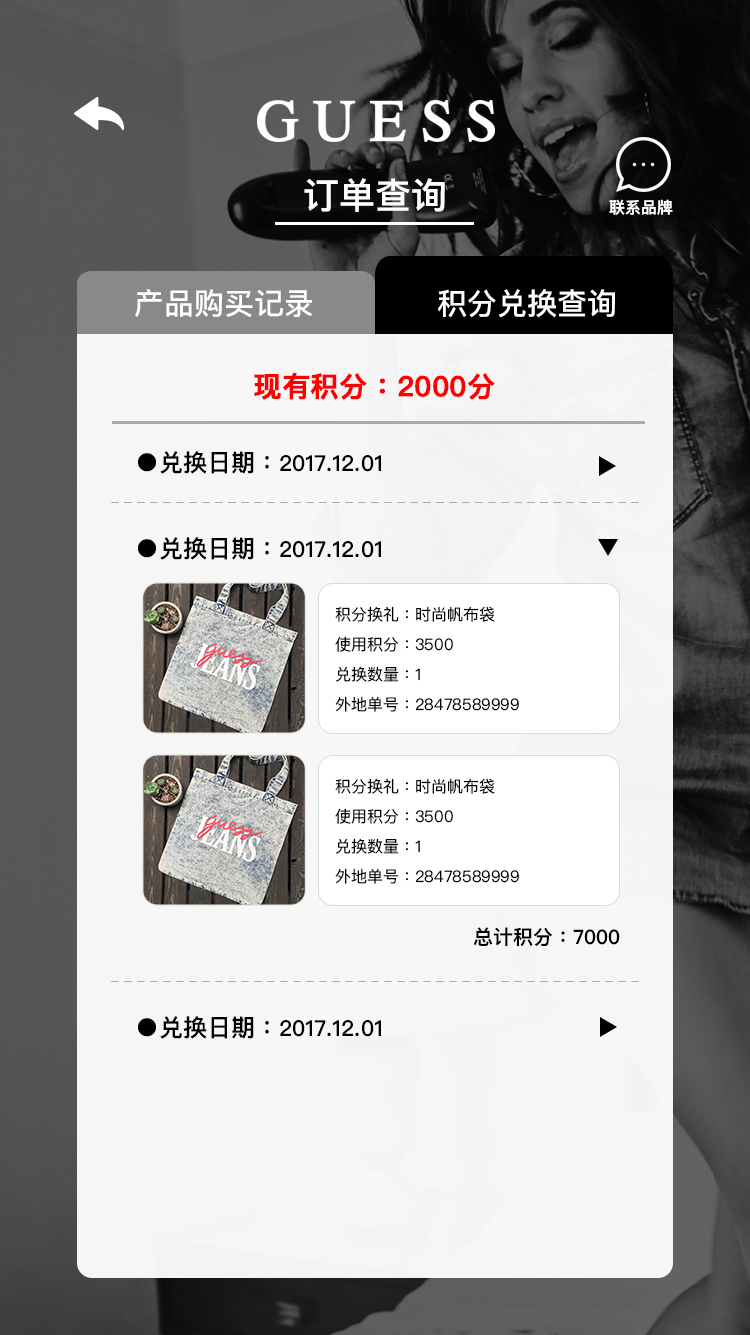 GUESS
订单查询
联系品牌
产品购买记录
积分兑换查询
现有积分：2000分
●兑换日期：2017.12.01
●兑换日期：2017.12.01
guess
JEANS
积分换礼：时尚帆布袋
使用积分：3500
兑换数量：1
外地单号：28478589999
guess
JEANS
积分换礼：时尚帆布袋
使用积分：3500
兑换数量：1
外地单号：28478589999
总计积分：7000
●兑换日期：2017.12.01